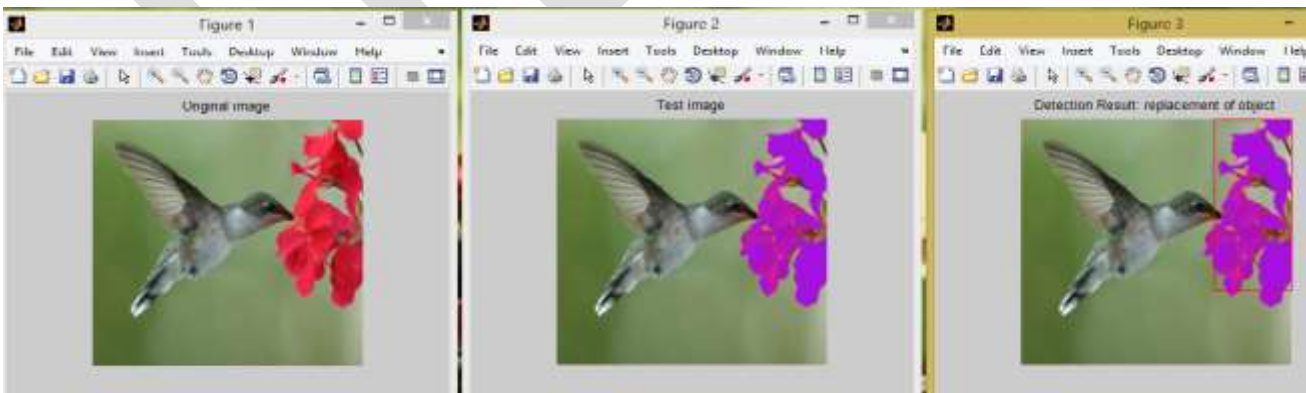 Figure 1
File Edit View Insert Tools Desktop Window Help
Original image
Figure 2
File Edit View Insert Tools Desktop Window Help
Test image
Figure 3
File Edit View Insert Tools Desktop Window Help
Detection Result: replacement of object